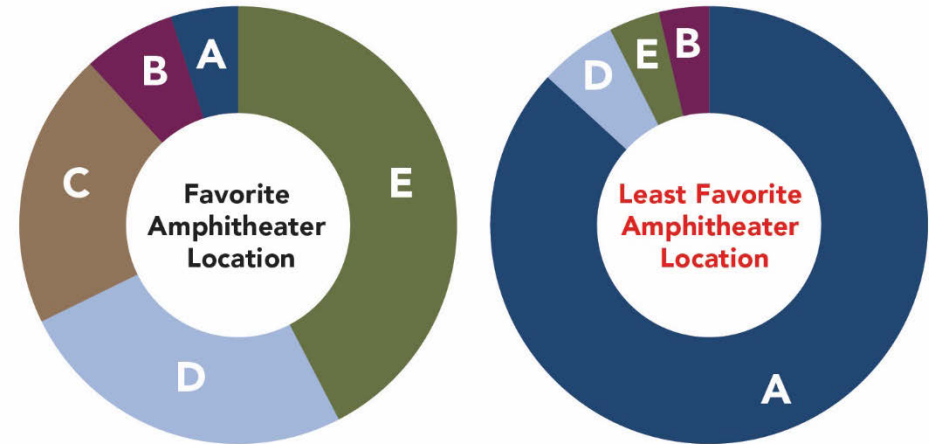 A
B
C
D
E
Favorite
Amphitheater
Location
A
B
E
D
Least Favorite
Amphitheater
Location